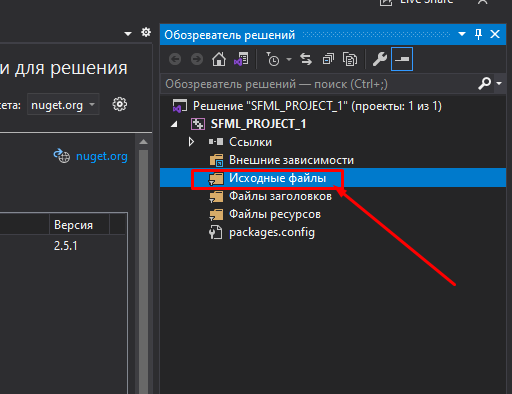 Live Share
и для решения
Обозреватель решений
Обозреватель решений — поиск (Ctrl+;)
Решение "SFML_PROJECT_1" (проекты: 1 из 1)
кета: nuget.org
SFML_PROJECT_1
Ссылки
nuget.org
Внешние зависимости
Исходные файлы
Файлы заголовков
Файлы ресурсов
packages.config
Версия
2.5.1